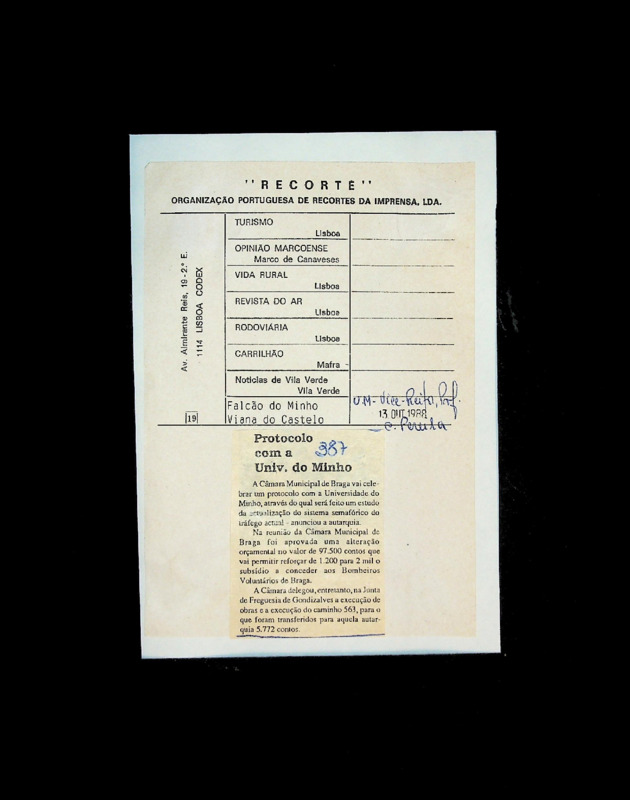 "RECORTE"
ORGANIZAÇÃO PORTUGUESA DE RECORTES DA IMPRENSA, LDA.
Av. Almirante Reis, 19-2.º E.
1114 LISBOA CODEX
TURISMO
Lisboa
OPINIÃO MARCOENSE
Marco de Canaveses
VIDA RURAL
Lisboa
REVISTA DO AR
Lisboa
RODOVIÁRIA
Lisboa
CARRILHÃO
Mafra
Notícias de Vila Verde
Vila Verde
19
Falcão do Minho
Viana do Castelo
U.M- Vice-Reitor, Prof.
13 OUT. 1988
Protocolo
com a 387
Univ. do Minho
A Câmara Municipal de Braga vai cele-
brar um protocolo com a Universidade do
Minho, através do qual será feito um estudo
da actualização do sistema semafórico do
tráfego actual - anunciou a autarquia.
Na reunião da Câmara Municipal de
Braga foi aprovada uma alteração
orçamental no valor de 97.500 contos que
vai permitir reforçar de 1.200 para 2 mil o
subsídio a conceder aos Bombeiros
Voluntários de Braga.
A Câmara delegou, entretanto, na Junta
de Freguesia de Gondizalves a execução de
obras e a execução do caminho 563, para o
que foram transferidos para aquela autar-
quia 5.772 contos.